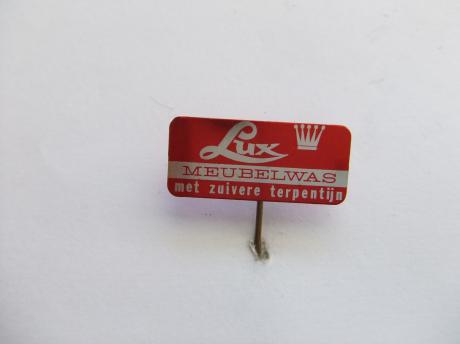 Lux
MEUBELWAS
met zuivere terpentijn